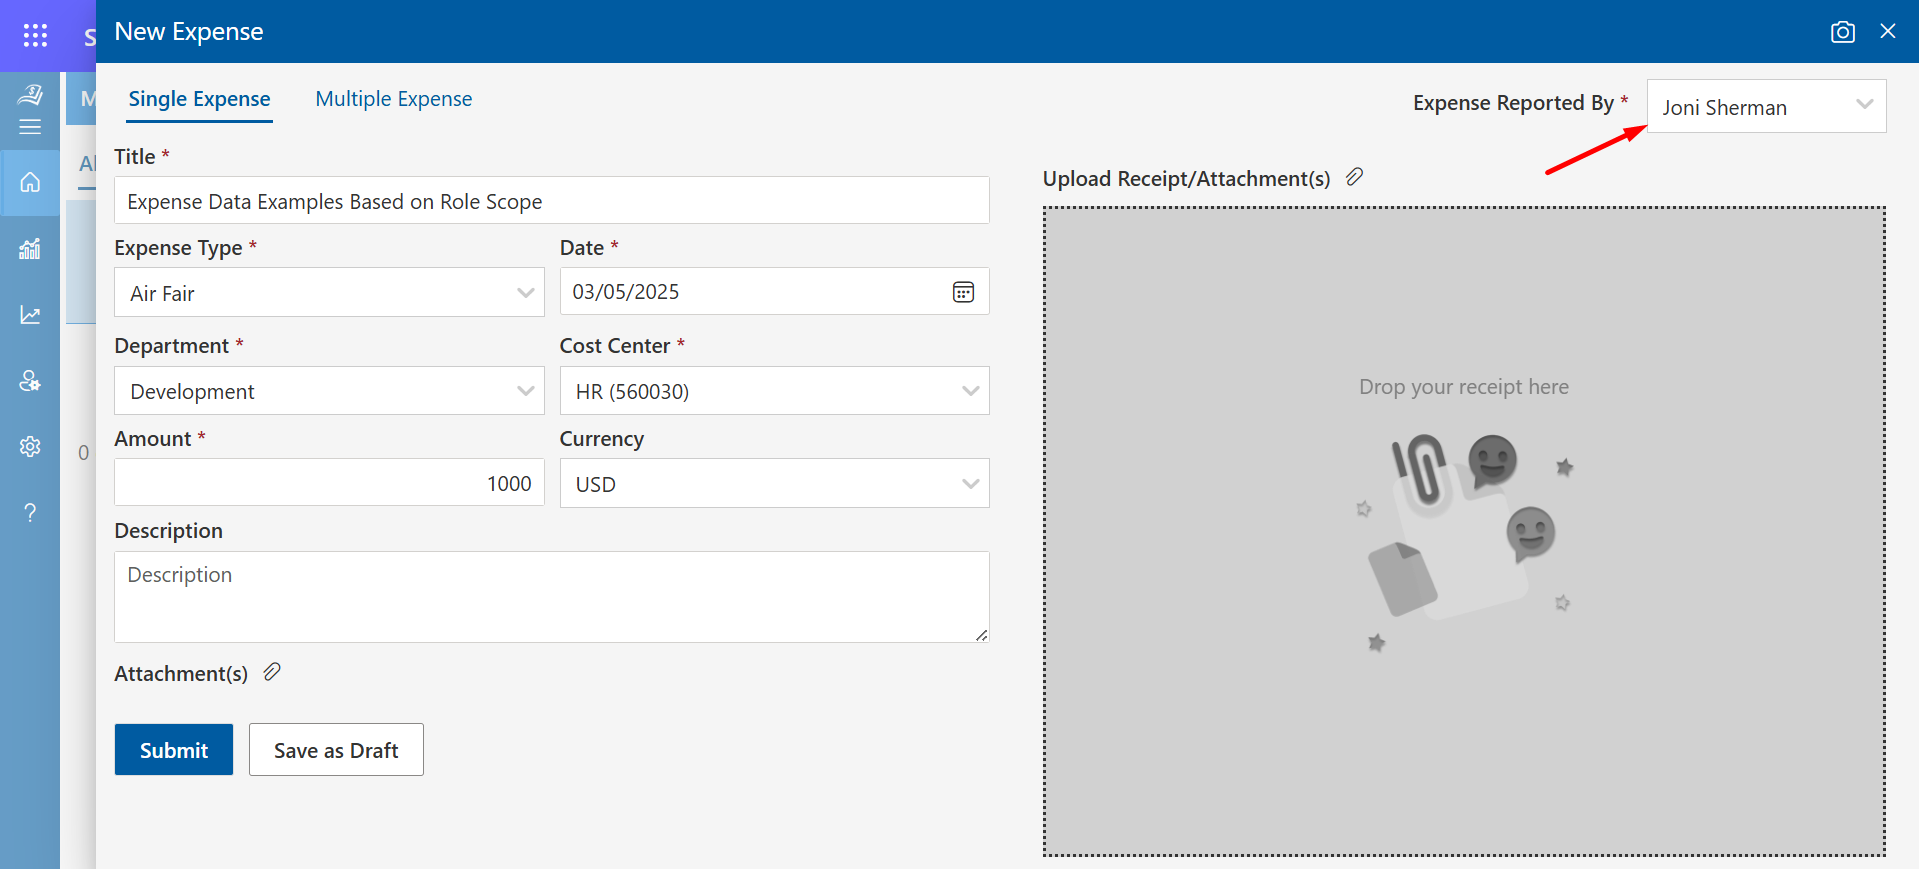 S
New Expense
M
Single Expense
Multiple Expense
Expense Reported By *
Joni Sherman
Al
Title *
Upload Receipt/Attachment(s)
Expense Data Examples Based on Role Scope
Expense Type *
Date *
Air Fair
03/05/2025
Department *
Cost Center *
Development
HR (560030)
Drop your receipt here
Amount *
Currency
0
1000
USD
Description
Description
Attachment(s)
Submit
Save as Draft